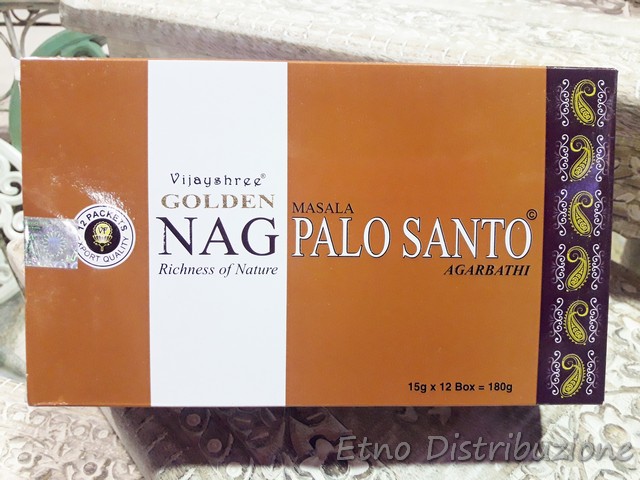 Vijayshree®
GOLDEN
NAG
Richness of Nature
MASALA
PALO SANTO©
AGARBATHI
12 PACKETS
EXPORT QUALITY
15g x 12 Box = 180g
Etno Distribuzione